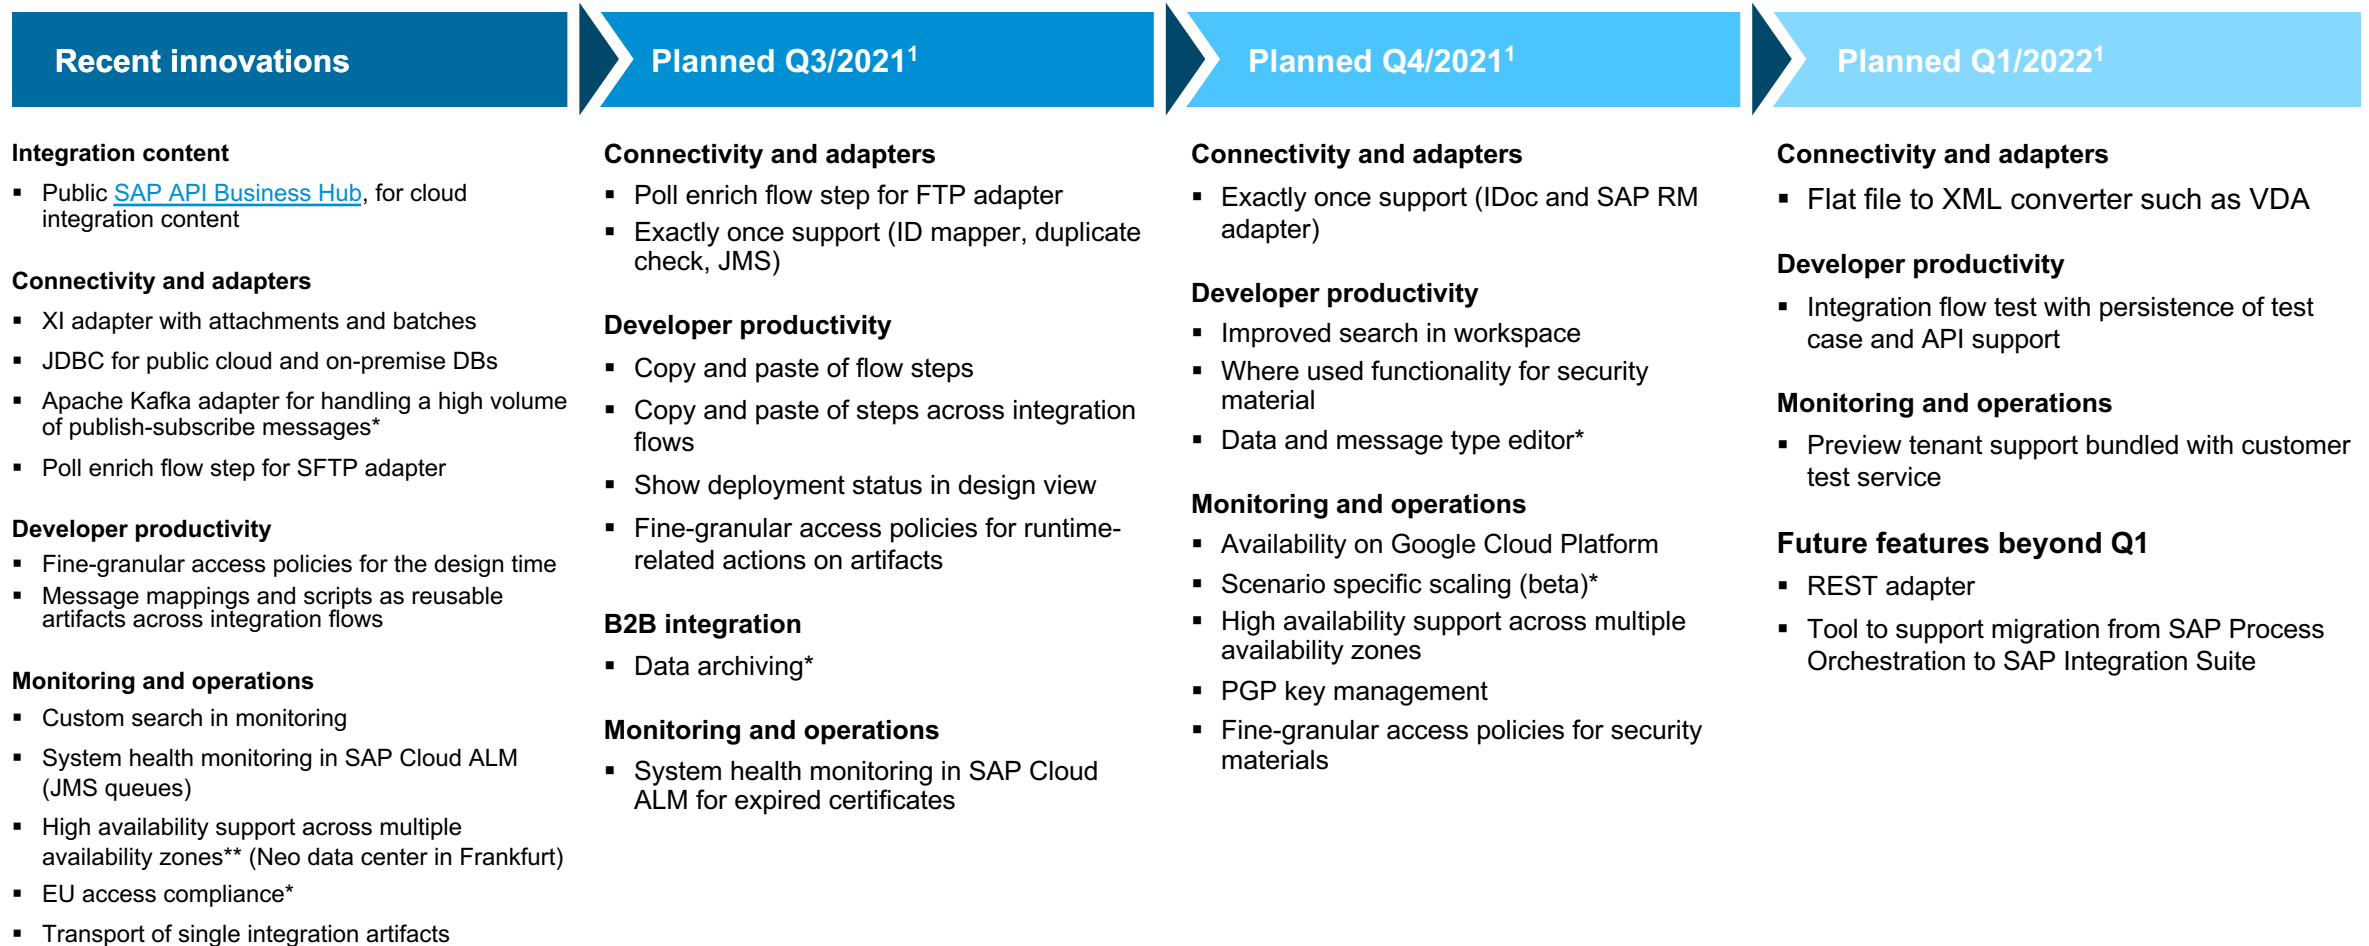 Recent innovations
Integration content
▪ Public SAP API Business Hub, for cloud
integration content
Connectivity and adapters
▪ XI adapter with attachments and batches
▪ JDBC for public cloud and on-premise DBs
▪ Apache Kafka adapter for handling a high volume
of publish-subscribe messages*
▪ Poll enrich flow step for SFTP adapter
Developer productivity
▪ Fine-granular access policies for the design time
▪ Message mappings and scripts as reusable
artifacts across integration flows
Monitoring and operations
▪ Custom search in monitoring
▪ System health monitoring in SAP Cloud ALM
(JMS queues)
▪ High availability support across multiple
availability zones** (Neo data center in Frankfurt)
▪ EU access compliance*
▪ Transport of single integration artifacts
Planned Q3/2021¹
Connectivity and adapters
▪ Poll enrich flow step for FTP adapter
▪ Exactly once support (ID mapper, duplicate
check, JMS)
Developer productivity
▪ Copy and paste of flow steps
▪ Copy and paste of steps across integration
flows
▪ Show deployment status in design view
▪ Fine-granular access policies for runtime-
related actions on artifacts
B2B integration
▪ Data archiving*
Monitoring and operations
▪ System health monitoring in SAP Cloud
ALM for expired certificates
Planned Q4/2021¹
Connectivity and adapters
▪ Exactly once support (IDoc and SAP RM
adapter)
Developer productivity
▪ Improved search in workspace
▪ Where used functionality for security
material
▪ Data and message type editor*
Monitoring and operations
▪ Availability on Google Cloud Platform
▪ Scenario specific scaling (beta)*
▪ High availability support across multiple
availability zones
▪ PGP key management
▪ Fine-granular access policies for security
materials
Planned Q1/2022¹
Connectivity and adapters
▪ Flat file to XML converter such as VDA
Developer productivity
▪ Integration flow test with persistence of test
case and API support
Monitoring and operations
▪ Preview tenant support bundled with customer
test service
Future features beyond Q1
▪ REST adapter
▪ Tool to support migration from SAP Process
Orchestration to SAP Integration Suite